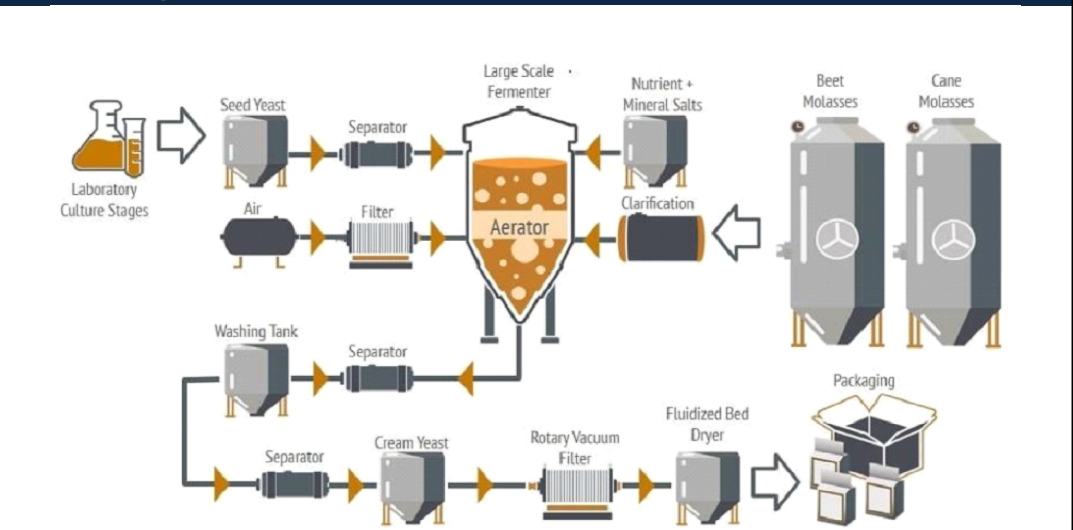 Large Scale
Fermenter
Nutrient +
Mineral Salts
Beet
Molasses
Cane
Molasses
Seed Yeast
Separator
Laboratory
Culture Stages
Air
Filter
Aerator
Clarification
Washing Tank
Separator
Packaging
Separator
Cream Yeast
Rotary Vacuum
Filter
Fluidized Bed
Dryer